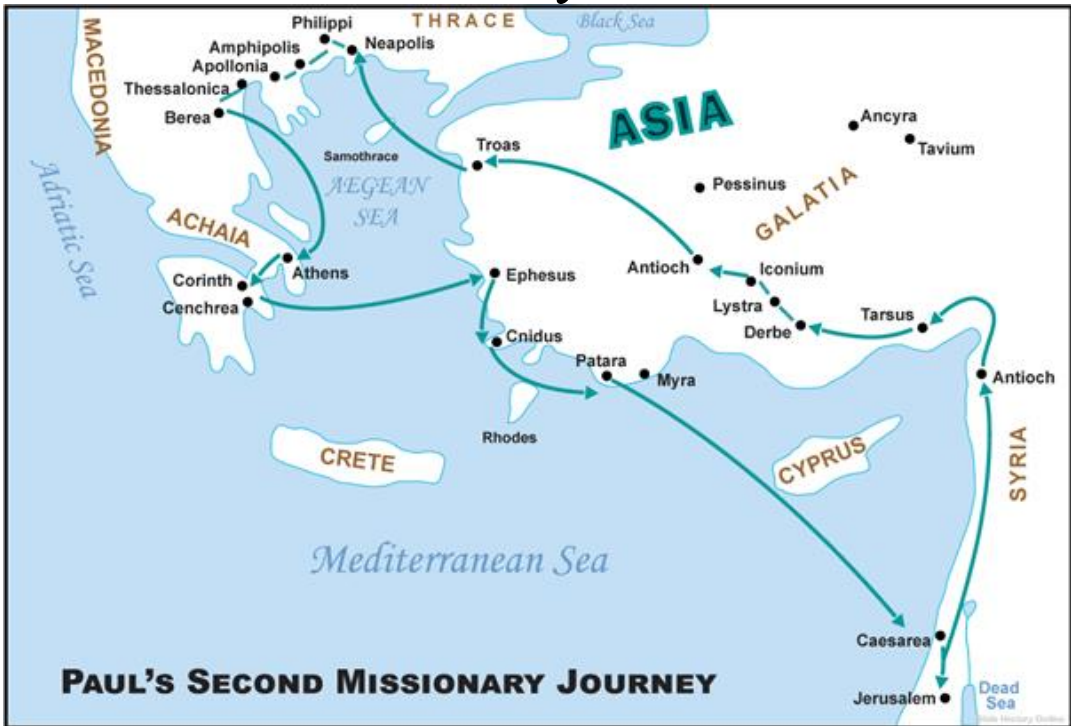 THRACE
Black Sea
Philippi
Neapolis
Amphipolis
Apollonia
Thessalonica
Berea
MACEDONIA
ASIA
Ancyra
Tavium
Troas
Samothrace
AEGEAN
SEA
Pessinus
GALATIA
Adriatic Sea
ACHAIA
Athens
Corinth
Cenchrea
Ephesus
Antioch
Iconium
Lystra
Derbe
Tarsus
Cnidus
Patara
Myra
Antioch
Rhodes
CRETE
CYPRUS
SYRIA
Mediterranean Sea
Caesarea
PAUL'S SECOND MISSIONARY JOURNEY
Jerusalem
Dead
Sea